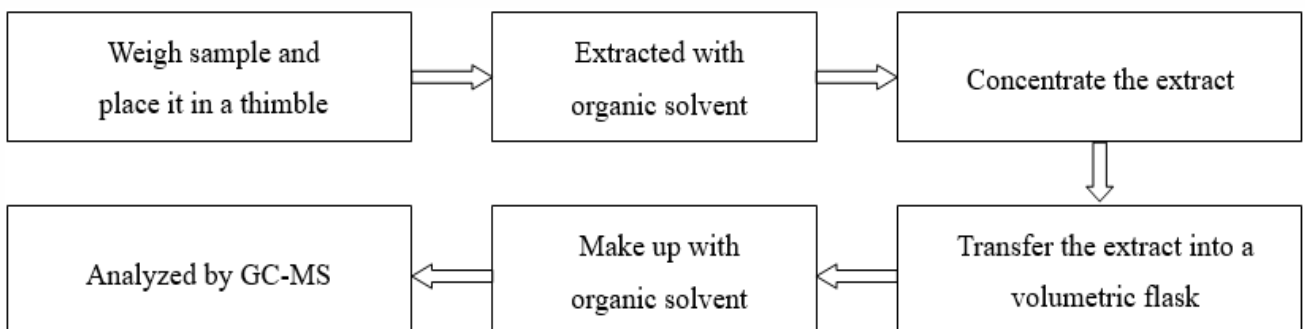 Weigh sample and
place it in a thimble
Extracted with
organic solvent
Concentrate the extract
Transfer the extract into a
volumetric flask
Make up with
organic solvent
Analyzed by GC-MS